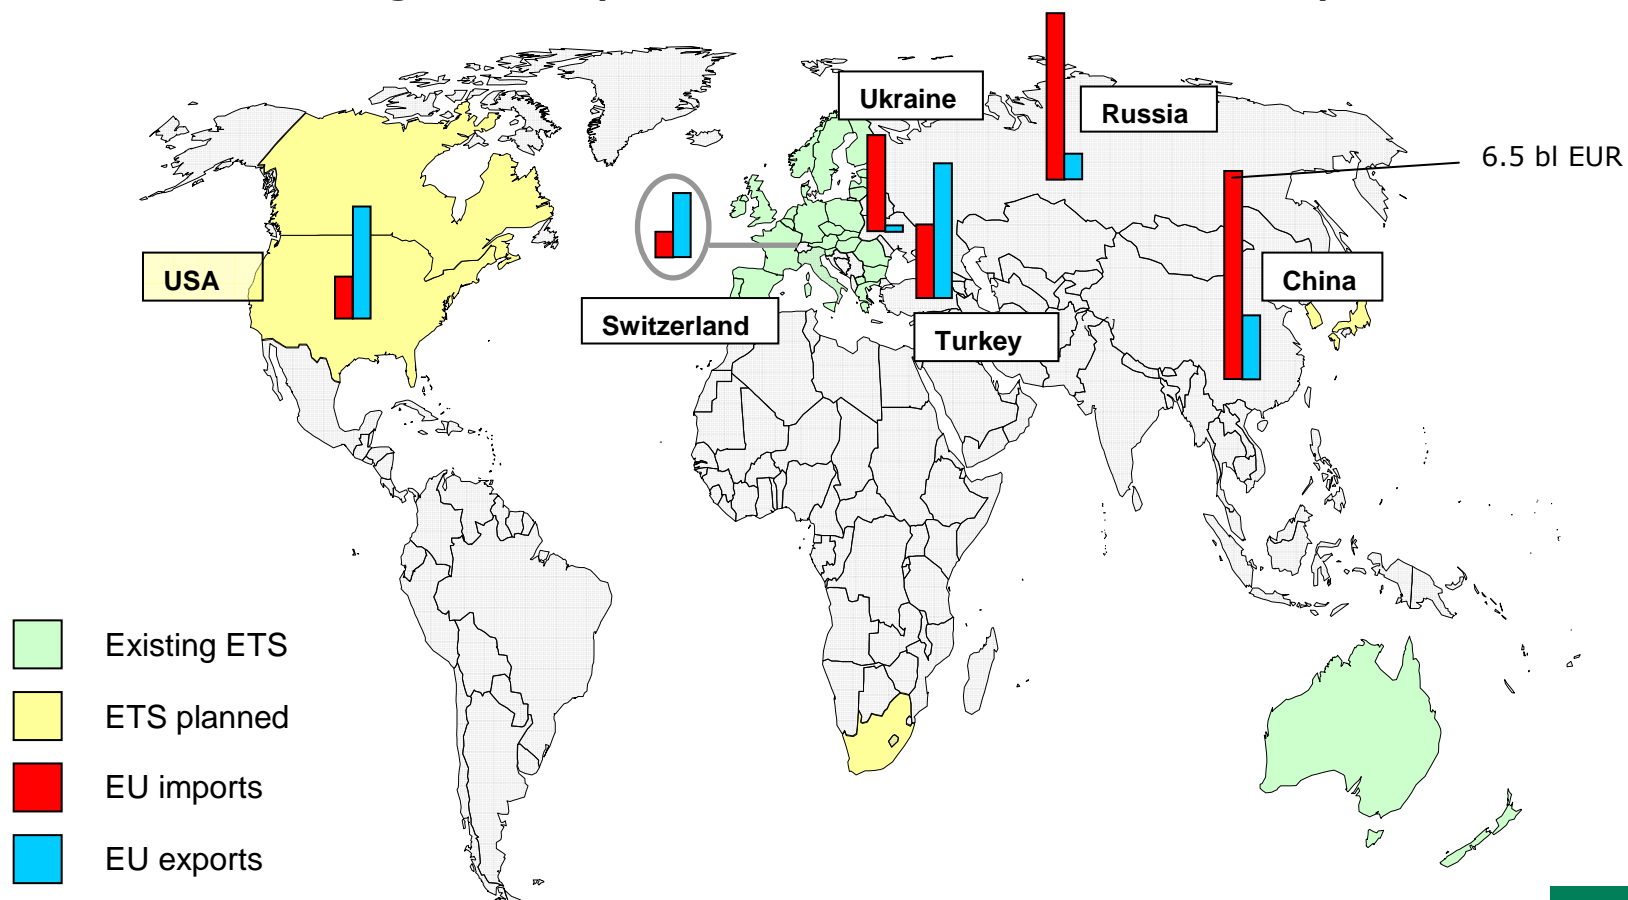 Ukraine
Russia
6.5 bl EUR
USA
China
Switzerland
Turkey
Existing ETS
ETS planned
EU imports
EU exports